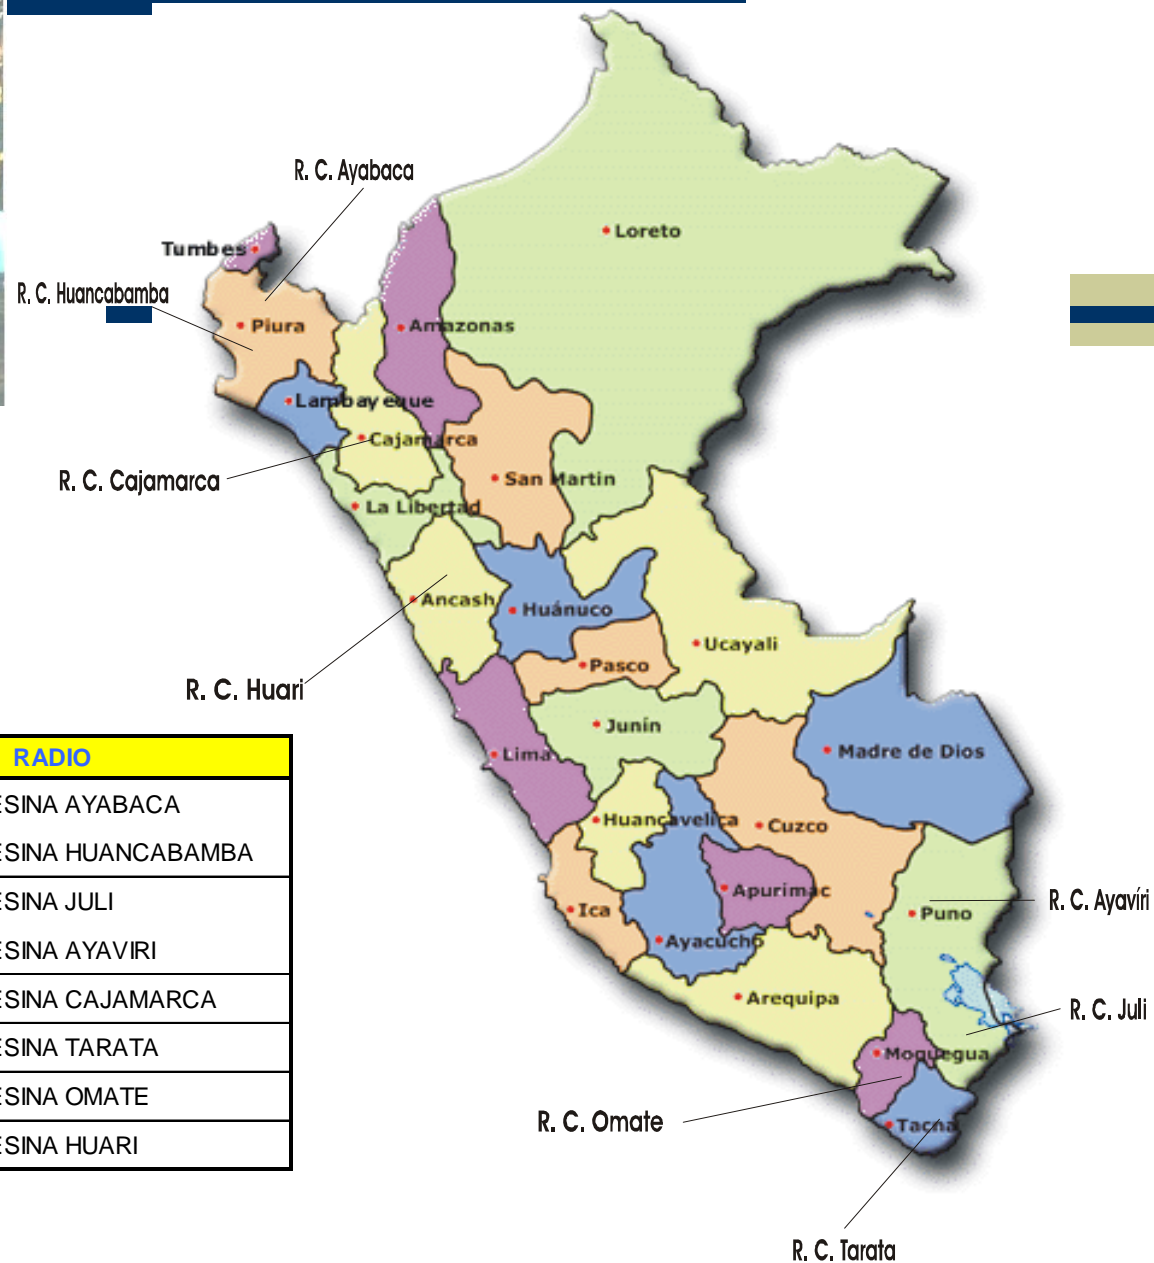 R. C. Ayabaca
Loreto
Tumbes
R. C. Huancabamba
Piura
Amazonas
Lambayeque
Cajamarca
R. C. Cajamarca
San Martin
La Libertad
Ancash
Huánuco
Ucayali
Pasco
R. C. Huari
Junín
Lima
Madre de Dios
Huancavelica
Cuzco
Apurimac
R. C. Ayavíri
Ica
Puno
Ayacucho
Arequipa
R. C. Juli
Moquegua
R. C. Omate
Tacna
R. C. Tarata
RADIO
ESINA AYABACA
ESINA HUANCABAMBA
ESINA JULI
ESINA AYAVIRI
ESINA CAJAMARCA
ESINA TARATA
ESINA OMATE
ESINA HUARI